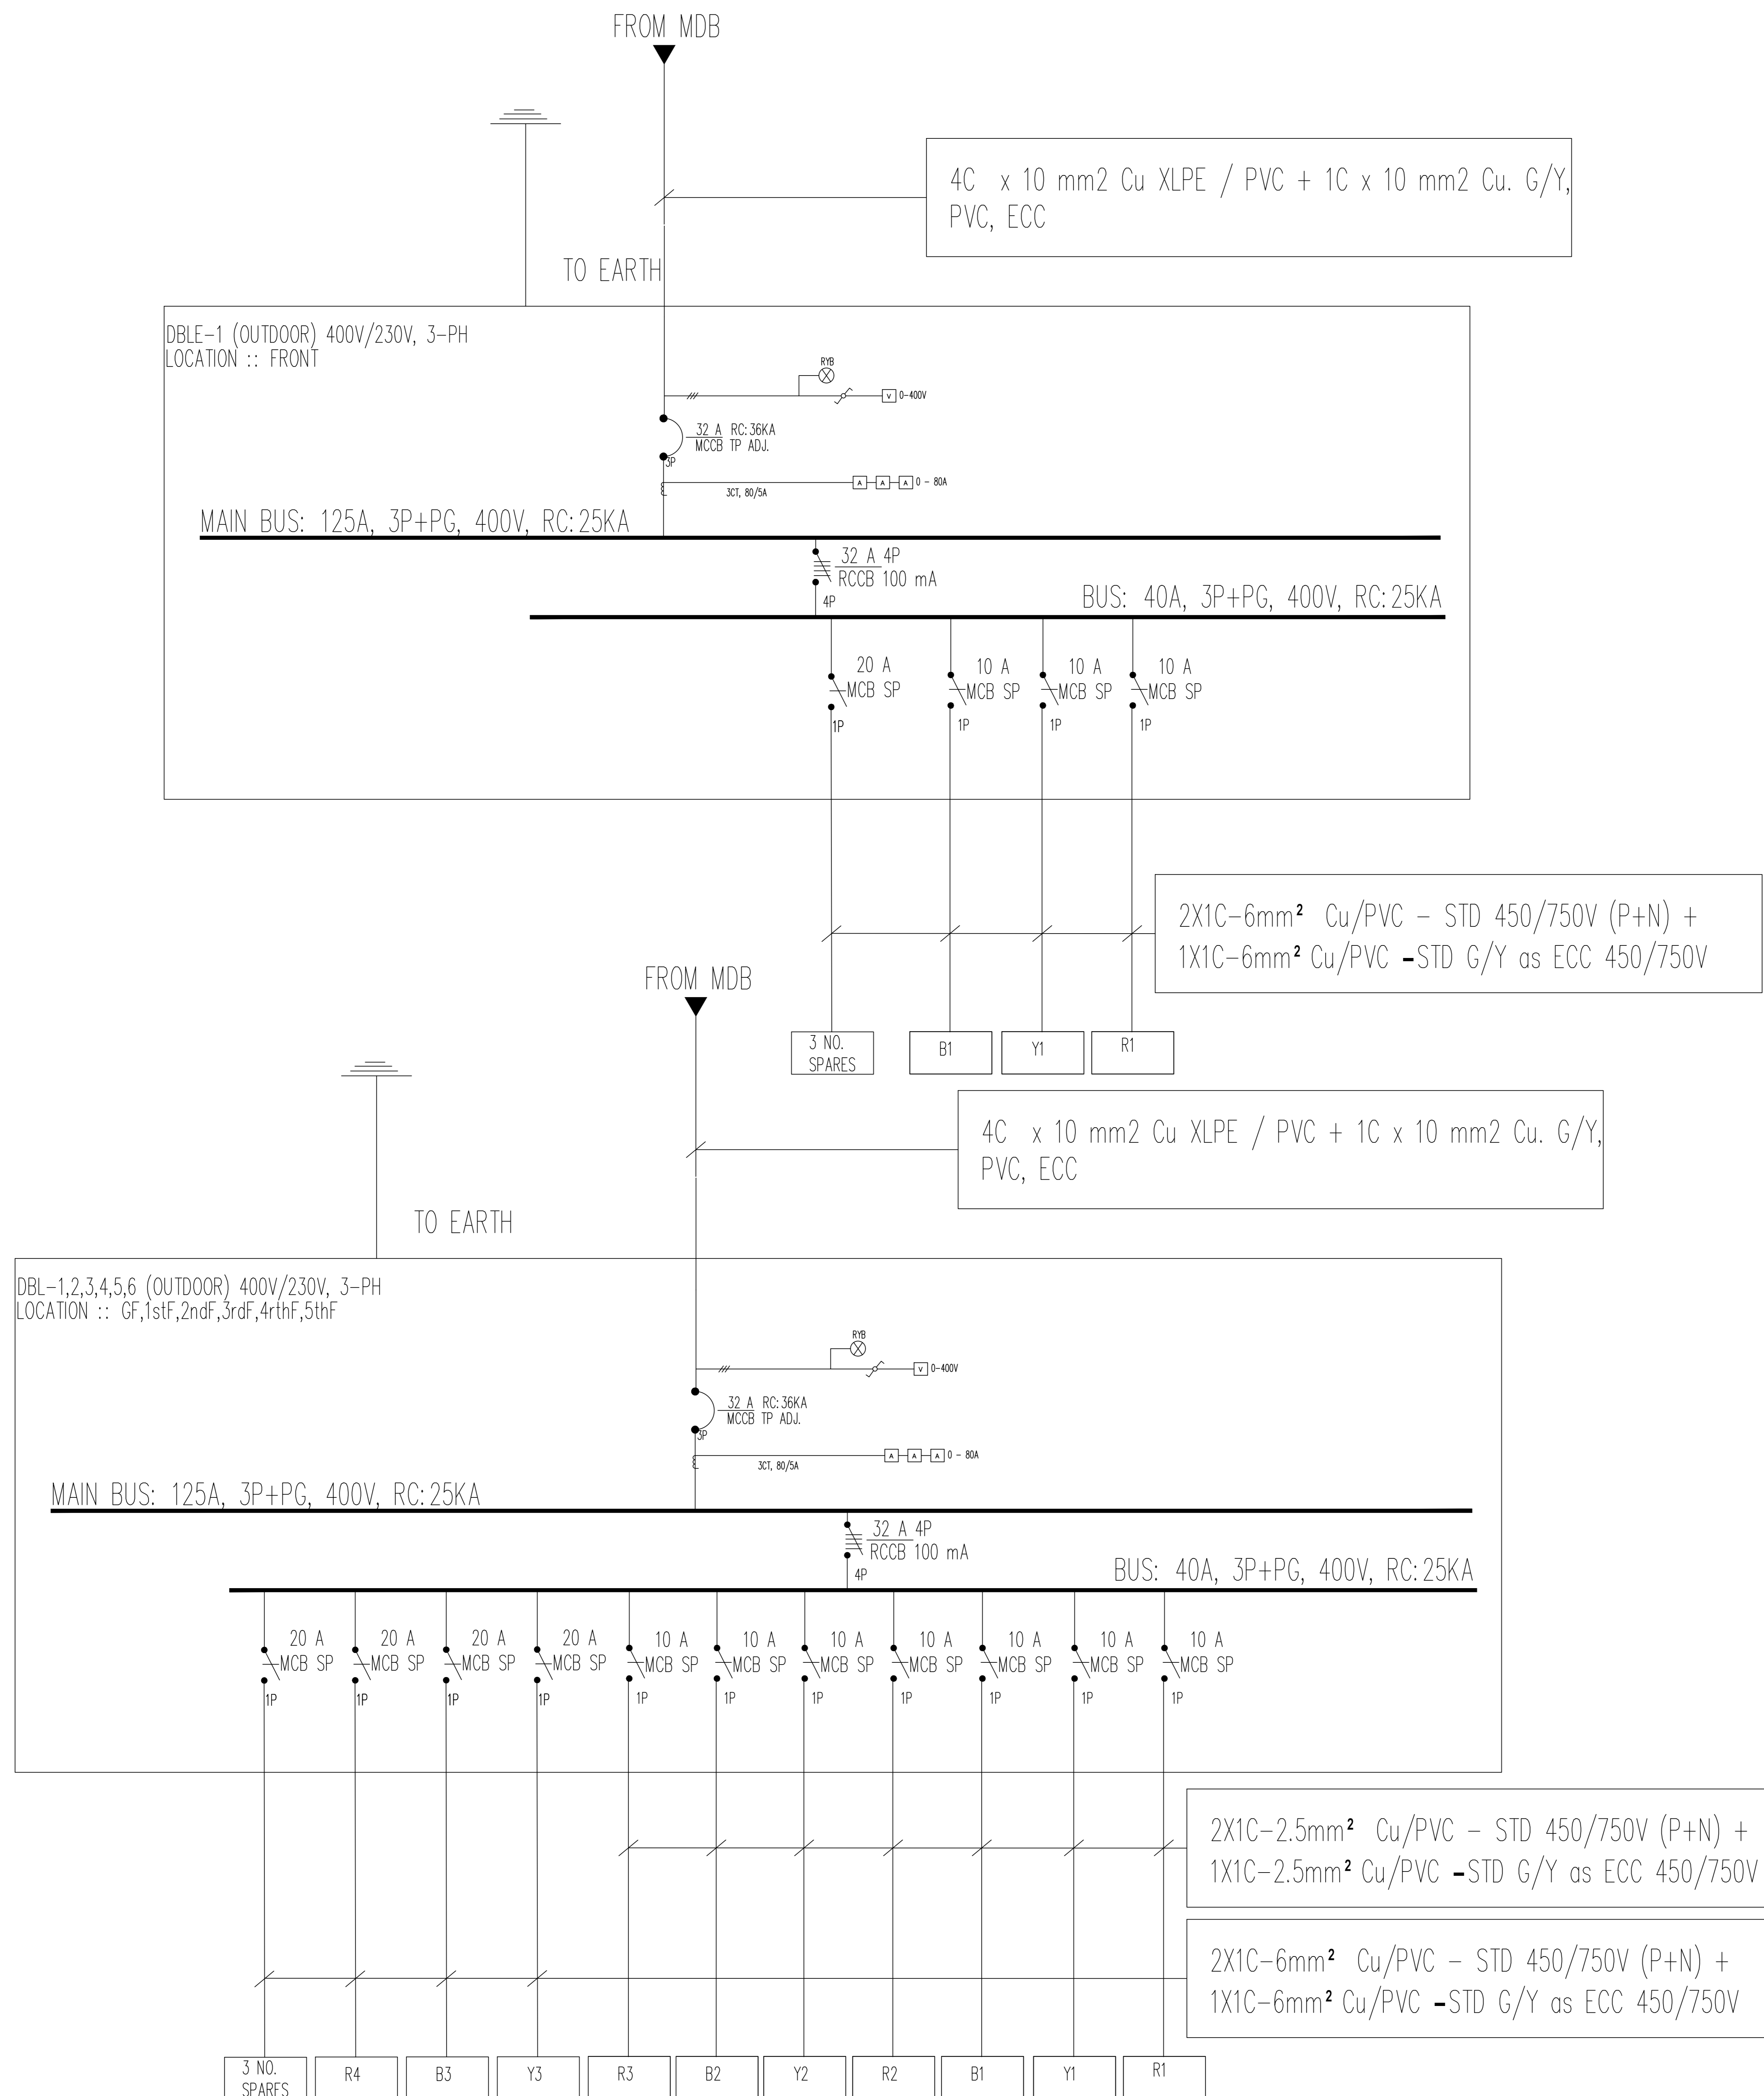 FROM MDB
4C x 10 mm2 Cu XLPE / PVC + 1C x 10 mm2 Cu. G/Y,
PVC, ECC
TO EARTH
DBLE-1 (OUTDOOR) 400V/230V, 3-PH
LOCATION :: FRONT
RYB
V 0-400V
32 A RC:36KA
MCCB TP ADJ.
3P
3CT, 80/5A
A A A 0 - 80A
MAIN BUS: 125A, 3P+PG, 400V, RC:25KA
32 A 4P
RCCB 100 mA
4P
BUS: 40A, 3P+PG, 400V, RC:25KA
20 A
MCB SP
1P
10 A
MCB SP
1P
10 A
MCB SP
1P
10 A
MCB SP
1P
2X1C-6mm² Cu/PVC - STD 450/750V (P+N) +
1X1C-6mm² Cu/PVC -STD G/Y as ECC 450/750V
3 NO.
SPARES
B1
Y1
R1
FROM MDB
4C x 10 mm2 Cu XLPE / PVC + 1C x 10 mm2 Cu. G/Y,
PVC, ECC
TO EARTH
DBL-1,2,3,4,5,6 (OUTDOOR) 400V/230V, 3-PH
LOCATION :: GF,1stF,2ndF,3rdF,4rthF,5thF
RYB
V 0-400V
32 A RC:36KA
MCCB TP ADJ.
3P
3CT, 80/5A
A A A 0 - 80A
MAIN BUS: 125A, 3P+PG, 400V, RC:25KA
32 A 4P
RCCB 100 mA
4P
BUS: 40A, 3P+PG, 400V, RC:25KA
20 A
MCB SP
1P
20 A
MCB SP
1P
20 A
MCB SP
1P
20 A
MCB SP
1P
10 A
MCB SP
1P
10 A
MCB SP
1P
10 A
MCB SP
1P
10 A
MCB SP
1P
10 A
MCB SP
1P
10 A
MCB SP
1P
10 A
MCB SP
1P
2X1C-2.5mm² Cu/PVC - STD 450/750V (P+N) +
1X1C-2.5mm² Cu/PVC -STD G/Y as ECC 450/750V
2X1C-6mm² Cu/PVC - STD 450/750V (P+N) +
1X1C-6mm² Cu/PVC -STD G/Y as ECC 450/750V
3 NO.
SPARES
R4
B3
Y3
R3
B2
Y2
R2
B1
Y1
R1